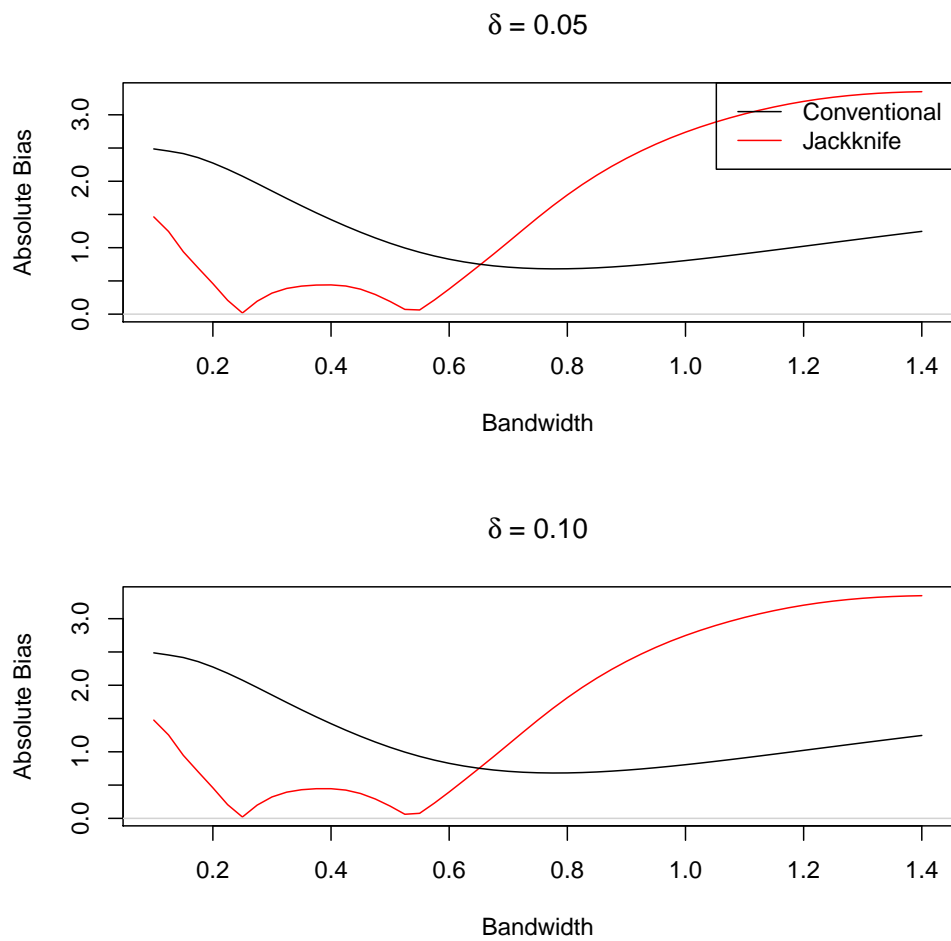 δ = 0.05
Absolute Bias
3.0
2.0
1.0
0.0
Conventional
Jackknife
0.2 0.4 0.6 0.8 1.0 1.2 1.4
Bandwidth
δ = 0.10
Absolute Bias
3.0
2.0
1.0
0.0
0.2 0.4 0.6 0.8 1.0 1.2 1.4
Bandwidth